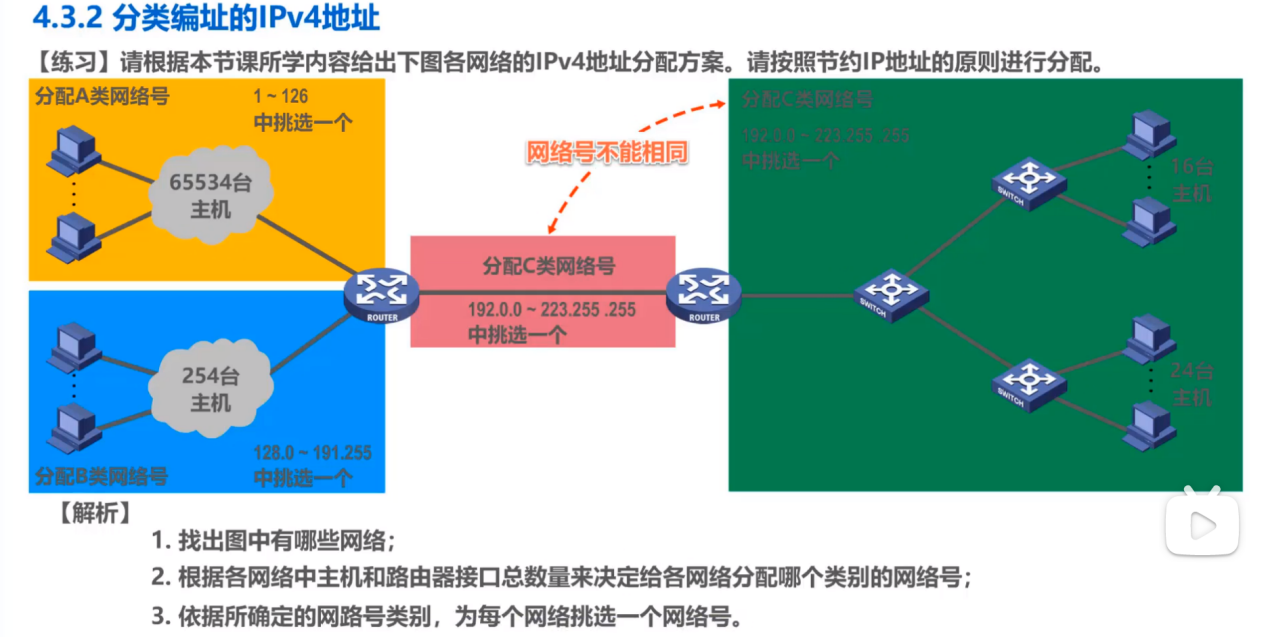 4.3.2 分类编址的IPv4地址
【练习】请根据本节课所学内容给出下图各网络的IPv4地址分配方案。请按照节约IP地址的原则进行分配。
分配A类网络号
1 ~ 126
中挑选一个
65534台
主机
254台
主机
128.0 ~ 191.255
中挑选一个
分配B类网络号
ROUTER
网络号不能相同
分配C类网络号
192.0.0 ~ 223.255 .255
中挑选一个
ROUTER
分配C类网络号
192.0.0 ~ 223.255 .255
中挑选一个
SWITCH
SWITCH
SWITCH
16台
主机
24台
主机
【解析】
1. 找出图中有哪些网络；
2. 根据各网络中主机和路由器接口总数量来决定给各网络分配哪个类别的网络号；
3. 依据所确定的网路号类别，为每个网络挑选一个网络号。